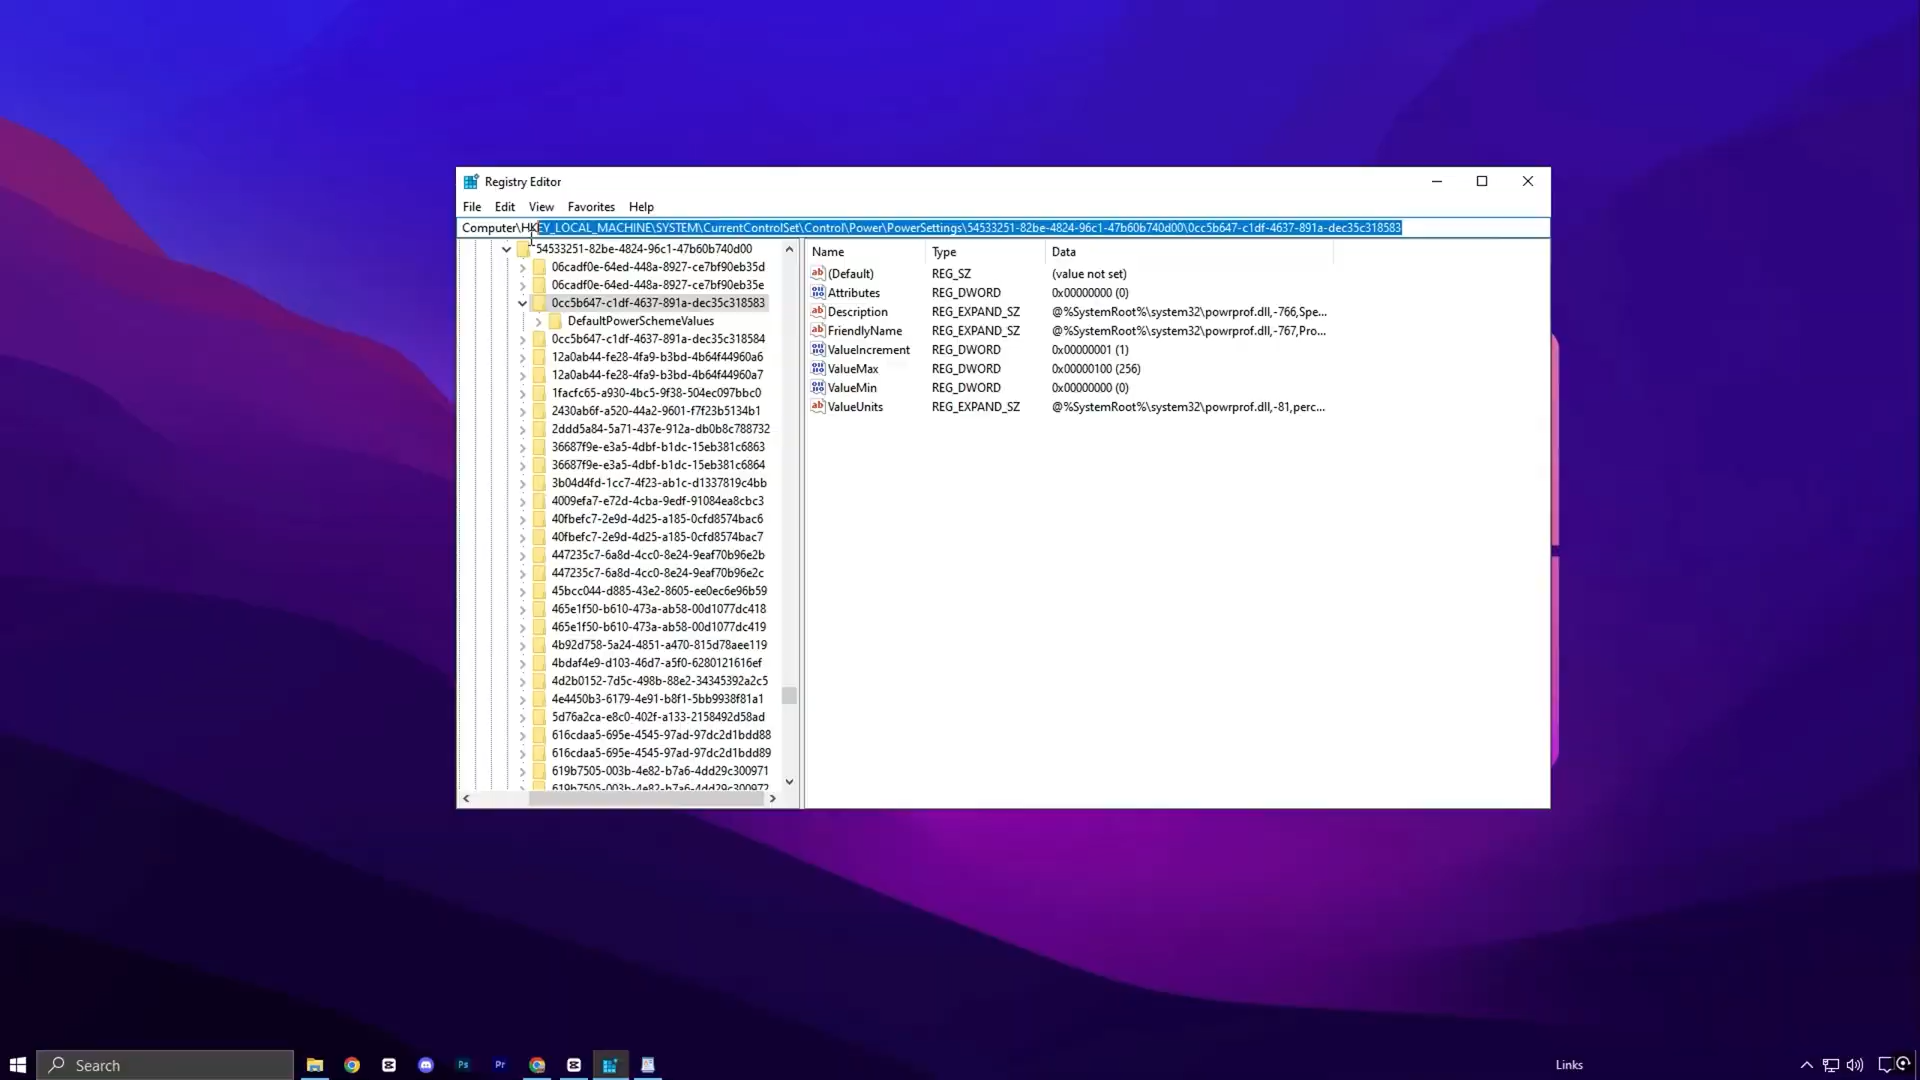 Registry Editor
File Edit View Favorites Help
Computer\HKEY_LOCAL_MACHINE\SYSTEM\CurrentControlSet\Control\Power\PowerSettings\54533251-82be-4824-96c1-47b60b740d00\0cc5b647-c1df-4637-891a-dec35c318583
54533251-82be-4824-96c1-47b60b740d00
06cadf0e-64ed-448a-8927-ce7bf90eb35d
06cadf0e-64ed-448a-8927-ce7bf90eb35e
0cc5b647-c1df-4637-891a-dec35c318583
DefaultPowerSchemeValues
0cc5b647-c1df-4637-891a-dec35c318584
12a0ab44-fe28-4fa9-b3bd-4b64f44960a6
12a0ab44-fe28-4fa9-b3bd-4b64f44960a7
1facfc65-a930-4bc5-9f38-504ec097bbc0
2430ab6f-a520-44a2-9601-f7f23b5134b1
2ddd5a84-5a71-437e-912a-db0b8c788732
36687f9e-e3a5-4dbf-b1dc-15eb381c6863
36687f9e-e3a5-4dbf-b1dc-15eb381c6864
3b04d4fd-1cc7-4f23-ab1c-d1337819c4bb
4009efa7-e72d-4cba-9edf-91084ea8cbc3
40fbefc7-2e9d-4d25-a185-0cfd8574bac6
40fbefc7-2e9d-4d25-a185-0cfd8574bac7
447235c7-6a8d-4cc0-8e24-9eaf70b96e2b
447235c7-6a8d-4cc0-8e24-9eaf70b96e2c
45bcc044-d885-43e2-8605-ee0ec6e96b59
465e1f50-b610-473a-ab58-00d1077dc418
465e1f50-b610-473a-ab58-00d1077dc419
4b92d758-5a24-4851-a470-815d78aee119
4bdaf4e9-d103-46d7-a5f0-6280121616ef
4d2b0152-7d5c-498b-88e2-34345392a2c5
4e4450b3-6179-4e91-b8f1-5bb9938f81a1
5d76a2ca-e8c0-402f-a133-2158492d58ad
616cdaa5-695e-4545-97ad-97dc2d1bdd88
616cdaa5-695e-4545-97ad-97dc2d1bdd89
619b7505-003b-4e82-b7a6-4dd29c300971
619b7505-003b-4e82-b7a6-4dd29c300972
Name Type Data
(Default) REG_SZ (value not set)
Attributes REG_DWORD 0x00000000 (0)
Description REG_EXPAND_SZ @%SystemRoot%\system32\powrprof.dll,-766,Spe...
FriendlyName REG_EXPAND_SZ @%SystemRoot%\system32\powrprof.dll,-767,Pro...
ValueIncrement REG_DWORD 0x00000001 (1)
ValueMax REG_DWORD 0x00000100 (256)
ValueMin REG_DWORD 0x00000000 (0)
ValueUnits REG_EXPAND_SZ @%SystemRoot%\system32\powrprof.dll,-81,perc...
Search Ps Pr Links